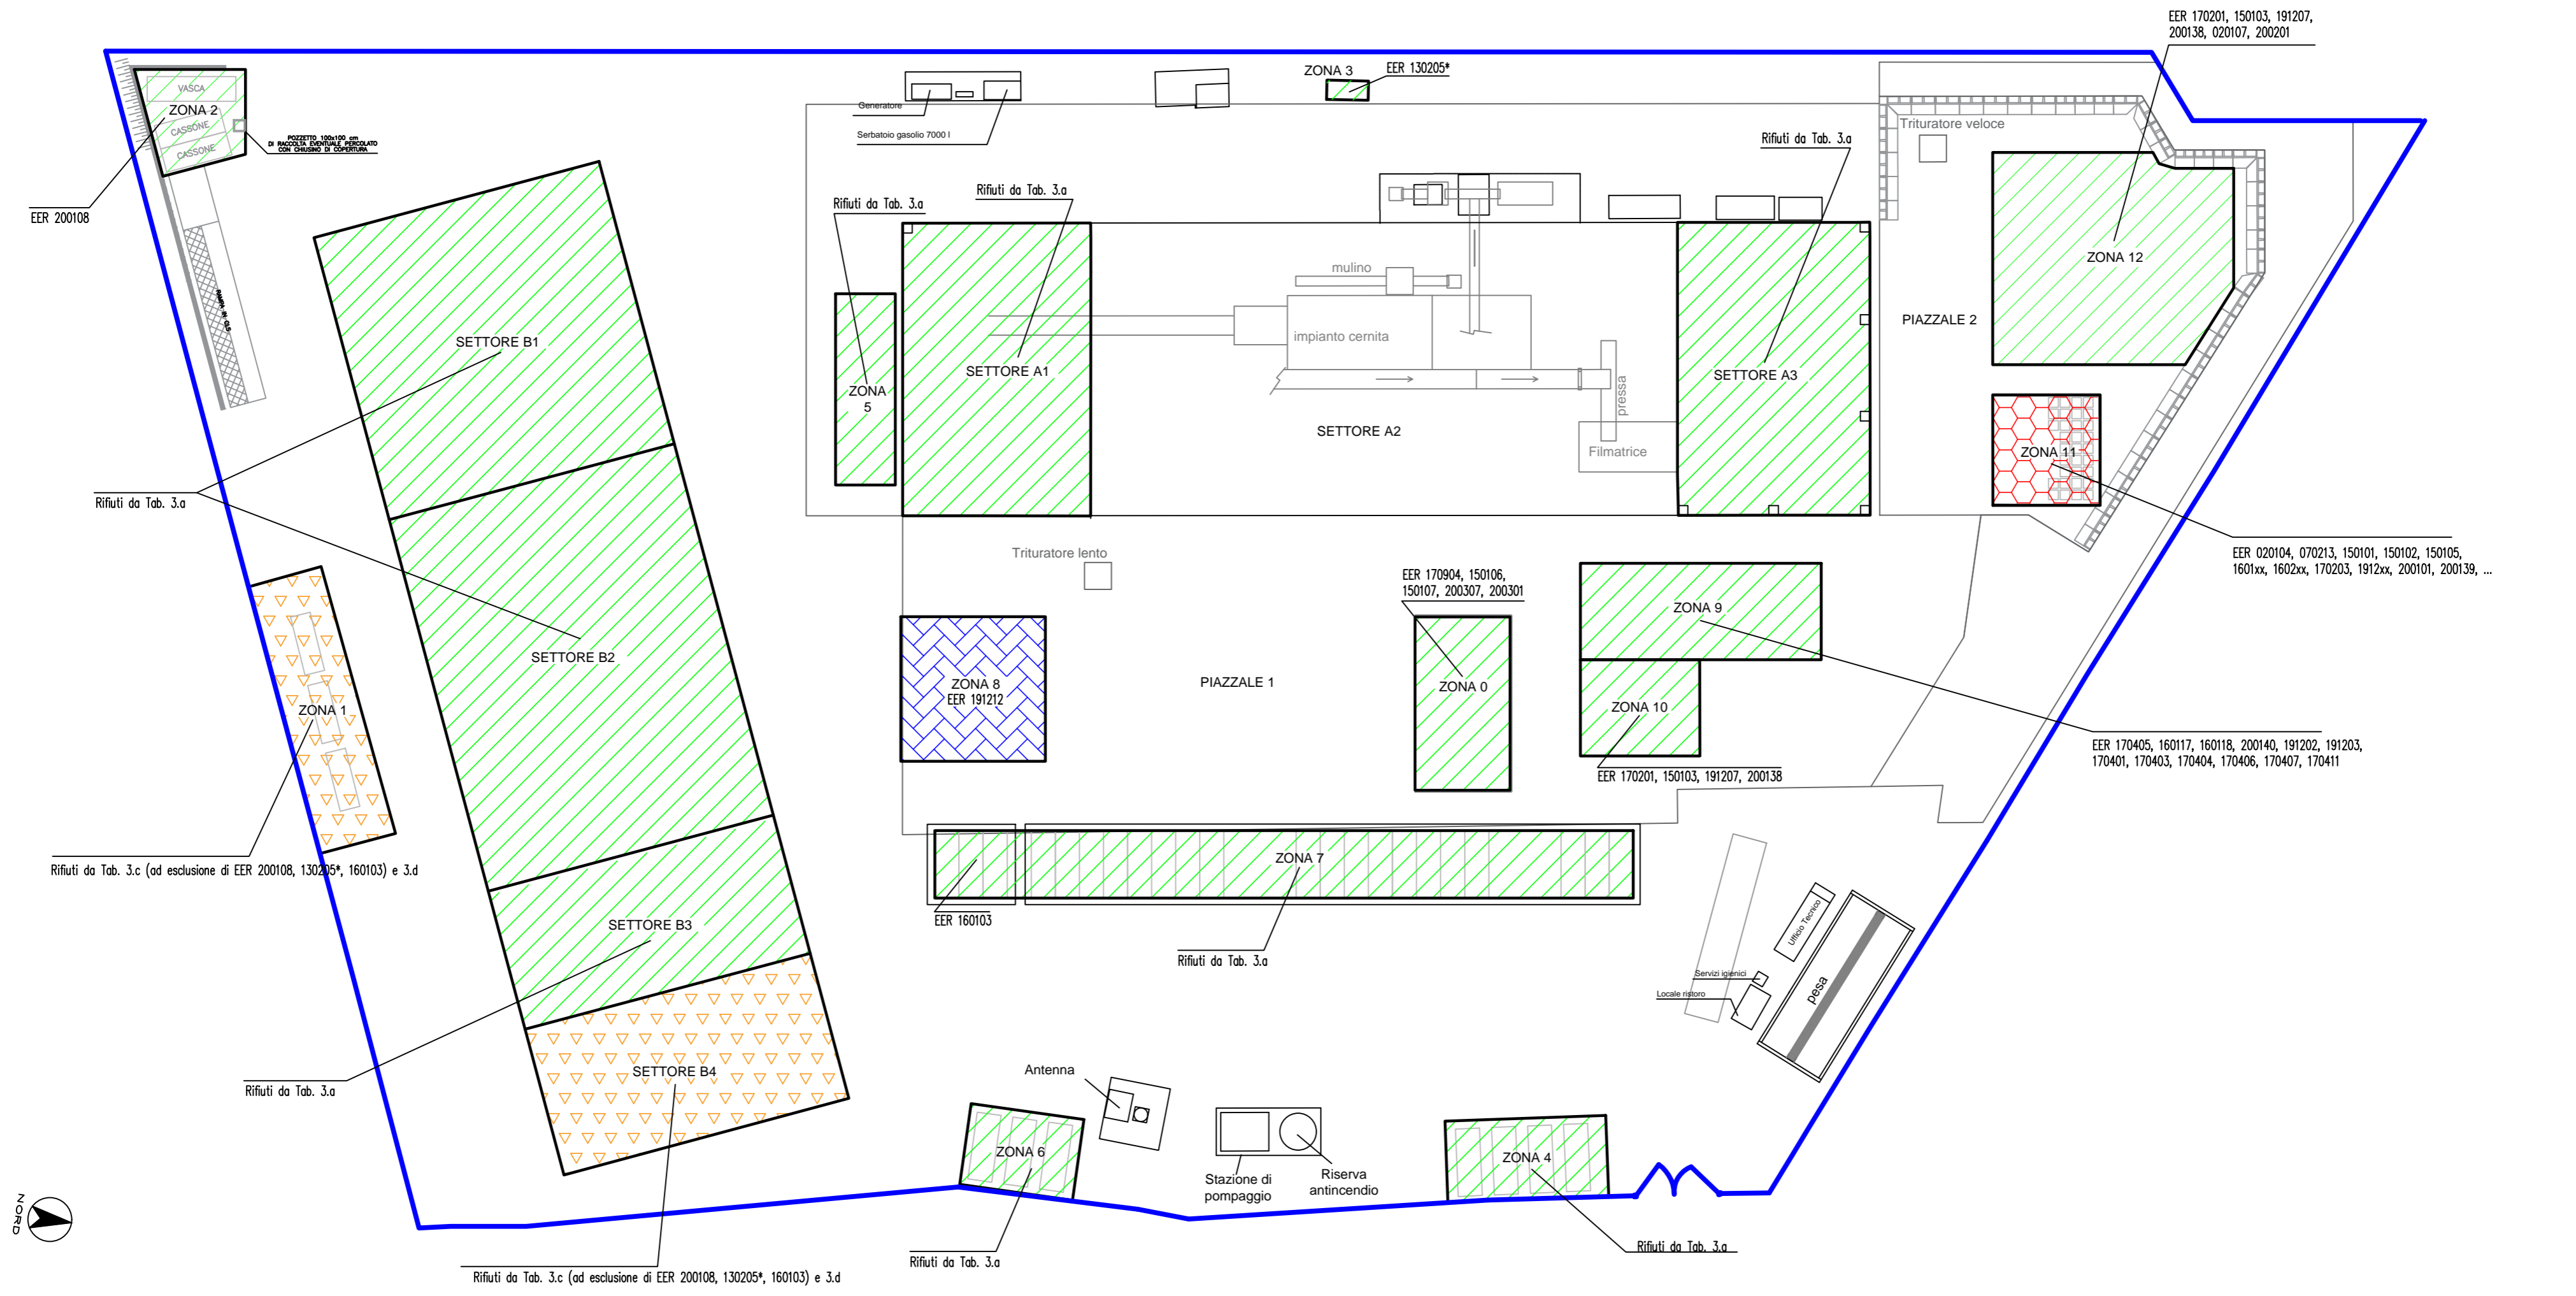 EER 170201, 150103, 191207,
200138, 020107, 200201
ZONA 3
EER 130205*
VASCA
ZONA 2
CASSONE
CASSONE
POZZETTO 100x100 cm
DI RACCOLTA EVENTUALE PERCOLATO
CON CHIUSINO DI COPERTURA
EER 200108
RAMPA IN CLS
Generatore
Serbatoio gasolio 7000 l
Rifiuti da Tab. 3.a
Rifiuti da Tab. 3.a
Rifiuti da Tab. 3.a
Trituratore veloce
ZONA 12
PIAZZALE 2
SETTORE B1
ZONA
5
SETTORE A1
mulino
impianto cernita
SETTORE A2
pressa
Filmatrice
SETTORE A3
ZONA 11
EER 020104, 070213, 150101, 150102, 150105,
1601xx, 1602xx, 170203, 1912xx, 200101, 200139, ...
Rifiuti da Tab. 3.a
Trituratore lento
EER 170904, 150106,
150107, 200307, 200301
ZONA 9
SETTORE B2
ZONA 8
EER 191212
PIAZZALE 1
ZONA 0
ZONA 10
ZONA 1
EER 170405, 160117, 160118, 200140, 191202, 191203,
170401, 170403, 170404, 170406, 170407, 170411
EER 170201, 150103, 191207, 200138
Rifiuti da Tab. 3.c (ad esclusione di EER 200108, 130205*, 160103) e 3.d
ZONA 7
EER 160103
Rifiuti da Tab. 3.a
SETTORE B3
Ufficio Tecnico
Servizi igienici
Locale ristoro
pesa
SETTORE B4
Rifiuti da Tab. 3.a
Antenna
ZONA 6
Stazione di
pompaggio
Riserva
antincendio
ZONA 4
NORD
Rifiuti da Tab. 3.a
Rifiuti da Tab. 3.a
Rifiuti da Tab. 3.c (ad esclusione di EER 200108, 130205*, 160103) e 3.d